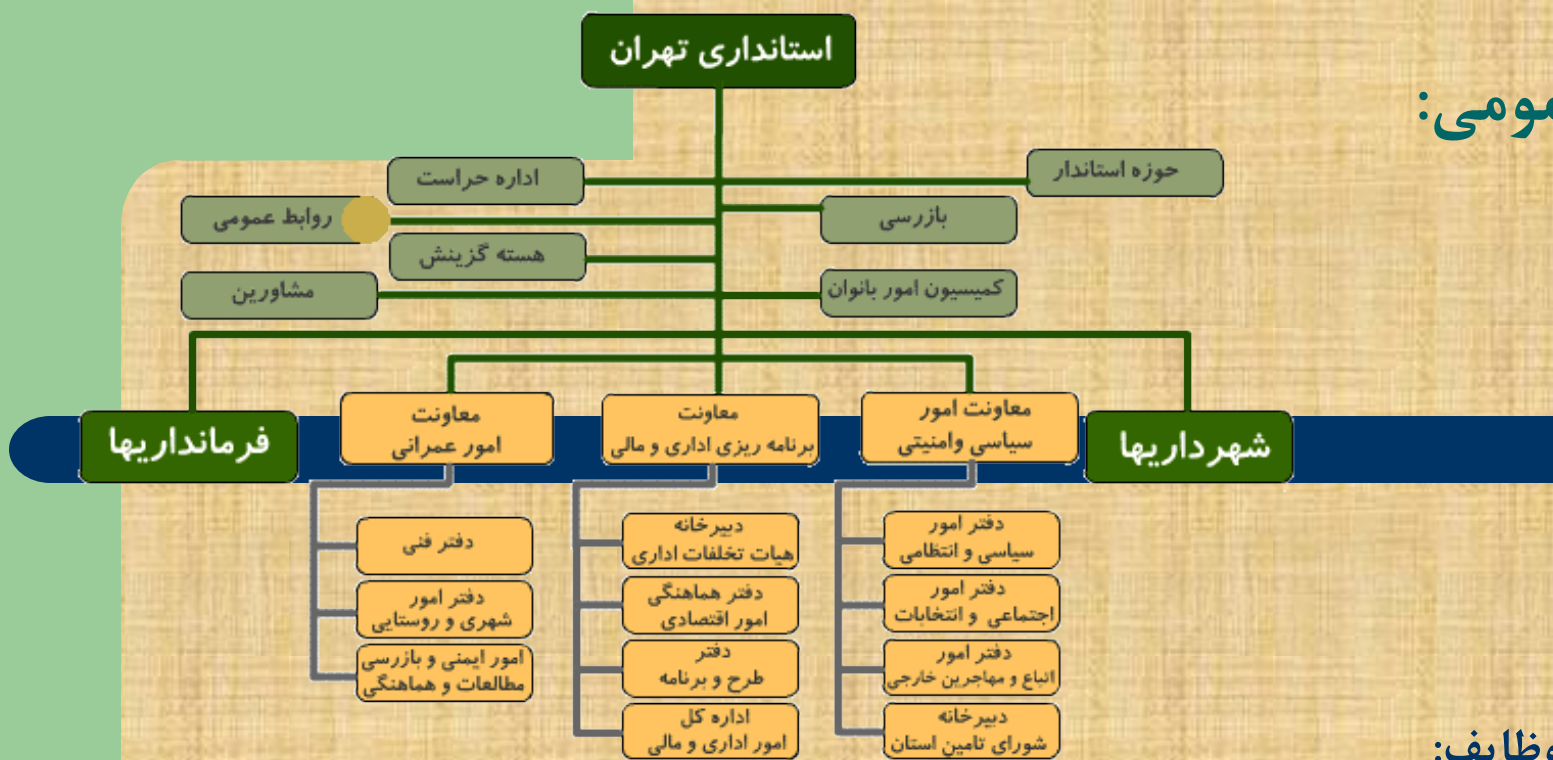 استانداری تهران
مومی:
حوزه استاندار
اداره حراست
بازرسی
روابط عمومی
هسته گزینش
کمیسیون امور بانوان
مشاورین
شهرداریها
معاونت امور
سیاسی وامنیتی
معاونت
برنامه ریزی اداری و مالی
معاونت
امور عمرانی
فرمانداریها
دفتر امور
سیاسی و انتظامی
دفتر امور
اجتماعی و انتخابات
دفتر امور
اتباع و مهاجرین خارجی
دبیرخانه
شورای تامین استان
دبیرخانه
هیات تخلفات اداری
دفتر هماهنگی
امور اقتصادی
دفتر
طرح و برنامه
اداره کل
امور اداری و مالی
دفتر فنی
دفتر امور
شهری و روستایی
امور ایمنی و بازرسی
مطالعات و هماهنگی
وظایف: